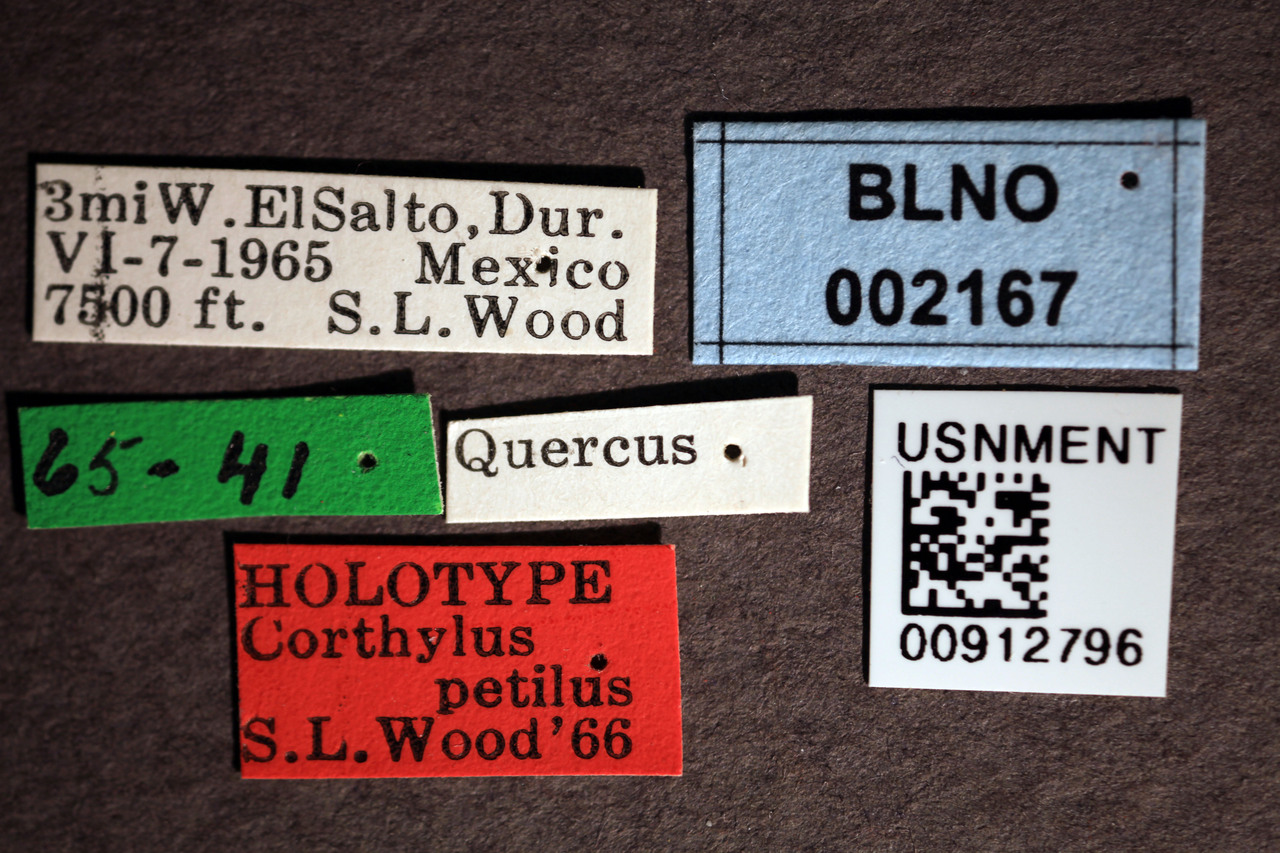 3miW.ElSalto,Dur.
VI-7-1965 Mexico
7500 ft. S.L.Wood
BLNO
002167
65-41
Quercus
USNMENT
00912796
HOLOTYPE
Corthylus
petilus
S.L.Wood'66